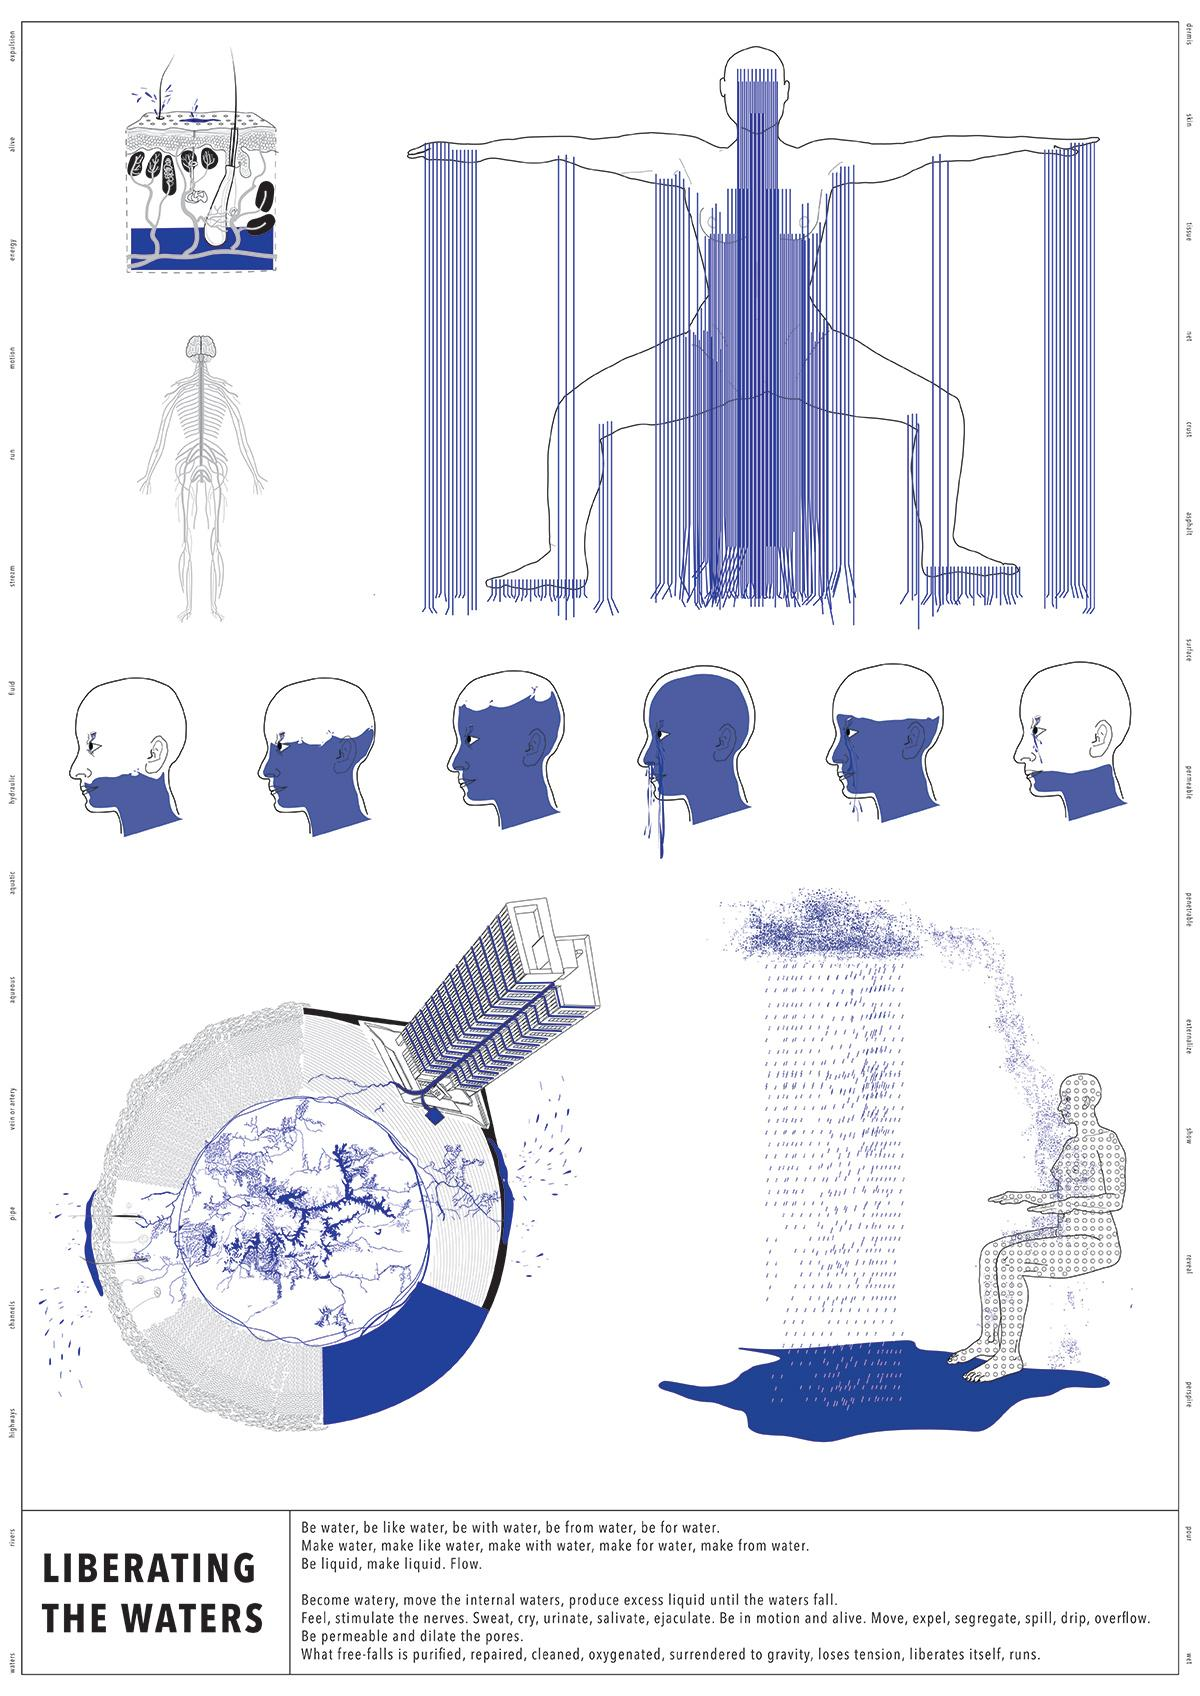 expulsion
alive
energy
motion
run
stream
fluid
hydraulic
aquatic
aqueous
vein or artery
pipe
channels
highways
rivers
waters
dermis
skin
tissue
net
crust
asphalt
surface
permeable
penetrable
externalize
show
reveal
perspire
pour
wet
LIBERATING
THE WATERS
Be water, be like water, be with water, be from water, be for water.
Make water, make like water, make with water, make for water, make from water.
Be liquid, make liquid. Flow.
Become watery, move the internal waters, produce excess liquid until the waters fall.
Feel, stimulate the nerves. Sweat, cry, urinate, salivate, ejaculate. Be in motion and alive. Move, expel, segregate, spill, drip, overflow.
Be permeable and dilate the pores.
What free-falls is purified, repaired, cleaned, oxygenated, surrendered to gravity, loses tension, liberates itself, runs.